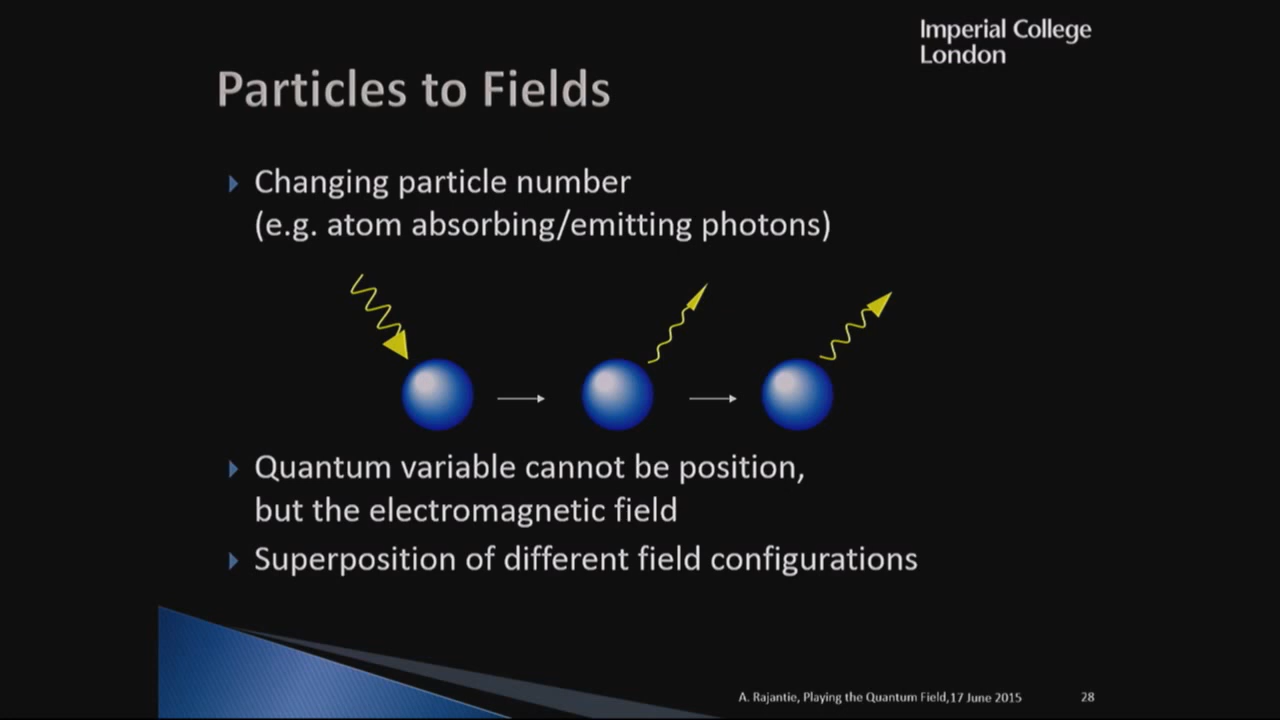 Imperial College
London
Particles to Fields
Changing particle number
(e.g. atom absorbing/emitting photons)
Quantum variable cannot be position,
but the electromagnetic field
Superposition of different field configurations
A. Rajantie, Playing the Quantum Field,17 June 2015
28